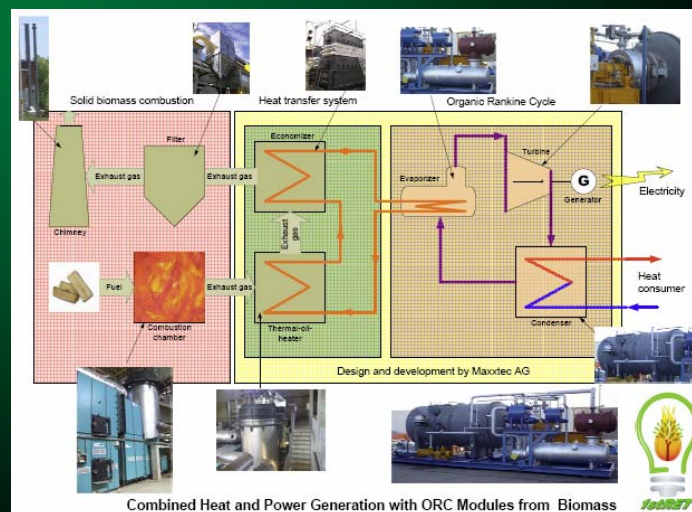 Solid biomass combustion
Heat transfer system
Organic Rankine Cycle
Filter
Economizer
Turbine
Evaporizer
Exhaust gas
Exhaust gas
G
Generator
Electricity
Chimney
Exhaust gas
Heat
consumer
Fuel
Exhaust gas
Combustion
chamber
Thermal-oil-
heater
Condenser
Design and development by Maxxtec AG
Combined Heat and Power Generation with ORC Modules from Biomass
1stRET